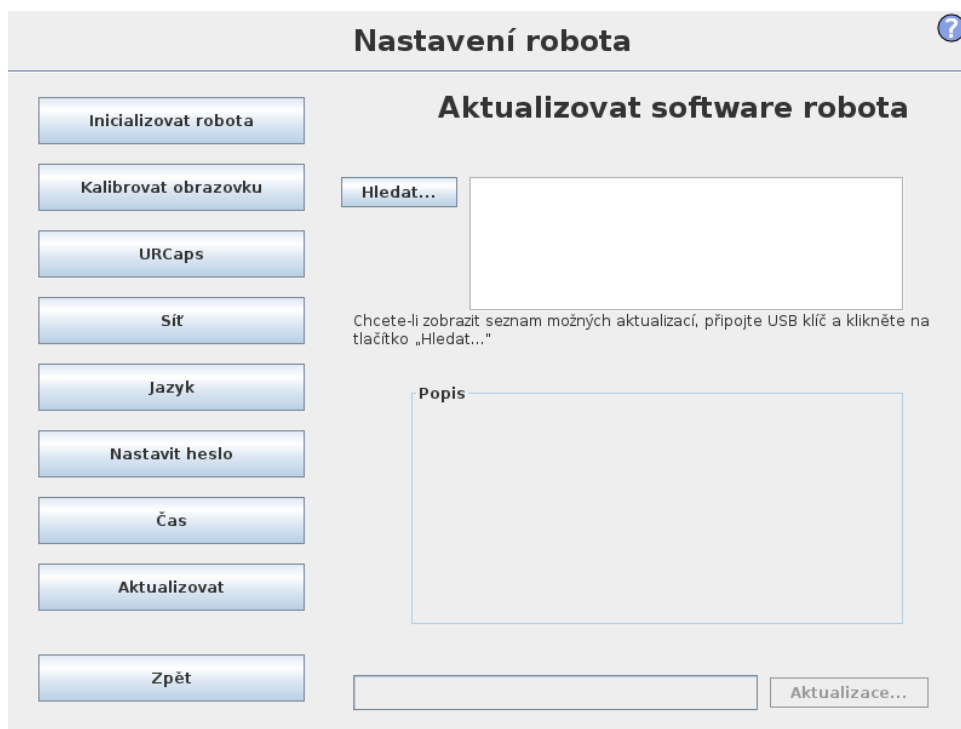 Nastavení robota
?
Inicializovat robota
Kalibrovat obrazovku
URCaps
Síť
Jazyk
Nastavit heslo
Čas
Aktualizovat
Zpět
Aktualizovat software robota
Hledat...
Chcete-li zobrazit seznam možných aktualizací, připojte USB klíč a klikněte na
tlačítko „Hledat..."
Popis
Aktualizace...